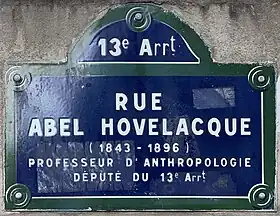 13e Arrt
RUE
ABEL HOVELACQUE
(1843 - 1896)
PROFESSEUR D'ANTHROPOLOGIE
DÉPUTÉ DU 13e Arrt